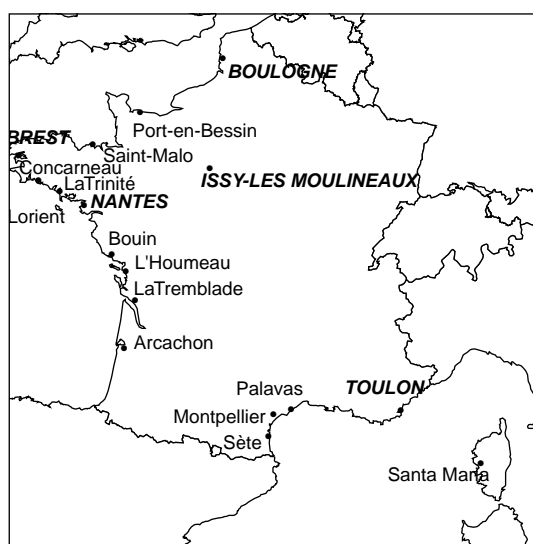 BOULOGNE
Port-en-Bessin
BREST
Saint-Malo
Concarneau
ISSY-LES MOULINEAUX
LaTrinité
NANTES
Lorient
Bouin
L'Houmeau
LaTremblade
Arcachon
Palavas
TOULON
Montpellier
Sète
Santa Maria